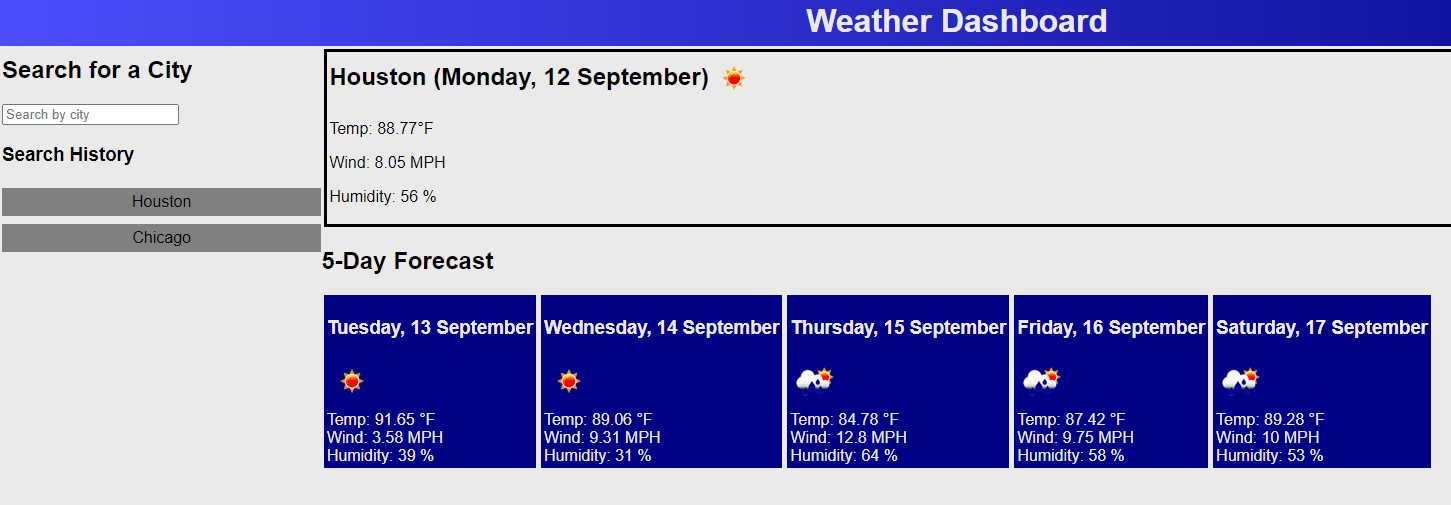 Weather Dashboard
Search for a City
Search by city
Search History
Houston
Chicago
Houston (Monday, 12 September)
Temp: 88.77°F
Wind: 8.05 MPH
Humidity: 56 %
5-Day Forecast
Tuesday, 13 September
Temp: 91.65 °F
Wind: 3.58 MPH
Humidity: 39 %
Wednesday, 14 September
Temp: 89.06 °F
Wind: 9.31 MPH
Humidity: 31 %
Thursday, 15 September
Temp: 84.78 °F
Wind: 12.8 MPH
Humidity: 64 %
Friday, 16 September
Temp: 87.42 °F
Wind: 9.75 MPH
Humidity: 58 %
Saturday, 17 September
Temp: 89.28 °F
Wind: 10 MPH
Humidity: 53 %